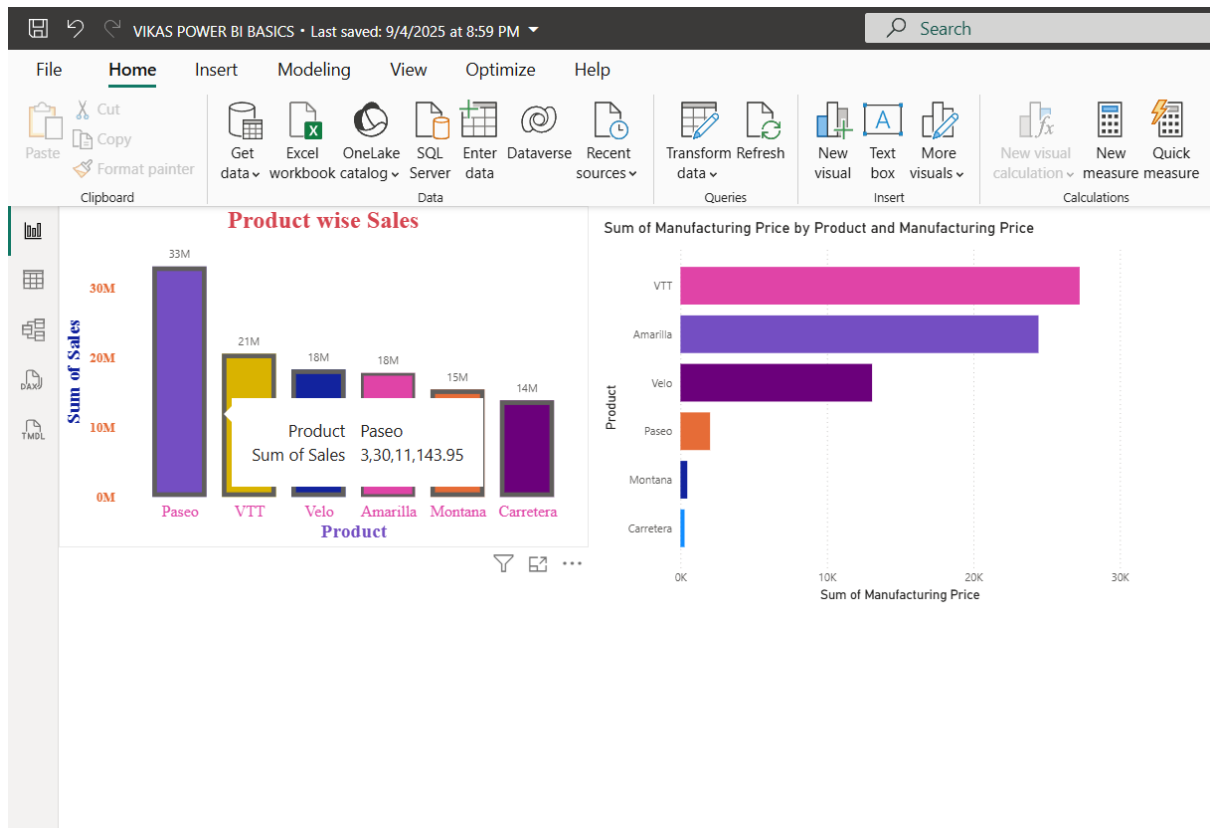 VIKAS POWER BI BASICS • Last saved: 9/4/2025 at 8:59 PM
Search
File Home Insert Modeling View Optimize Help
Paste
Cut
Copy
Format painter
Clipboard
Get data
Excel workbook
OneLake catalog
SQL Server
Enter data
Dataverse
Recent sources
Data
Transform data
Refresh
Queries
New visual
A
Text box
More visuals
Insert
fx
New visual calculation
New measure
Quick measure
Calculations
DAX
TMDL
Product wise Sales
Sum of Sales
30M
20M
10M
0M
33M
21M
18M
18M
15M
14M
Product Paseo
Sum of Sales 3,30,11,143.95
Paseo VTT Velo Amarilla Montana Carretera
Product
Sum of Manufacturing Price by Product and Manufacturing Price
Product
VTT
Amarilla
Velo
Paseo
Montana
Carretera
0K 10K 20K 30K
Sum of Manufacturing Price